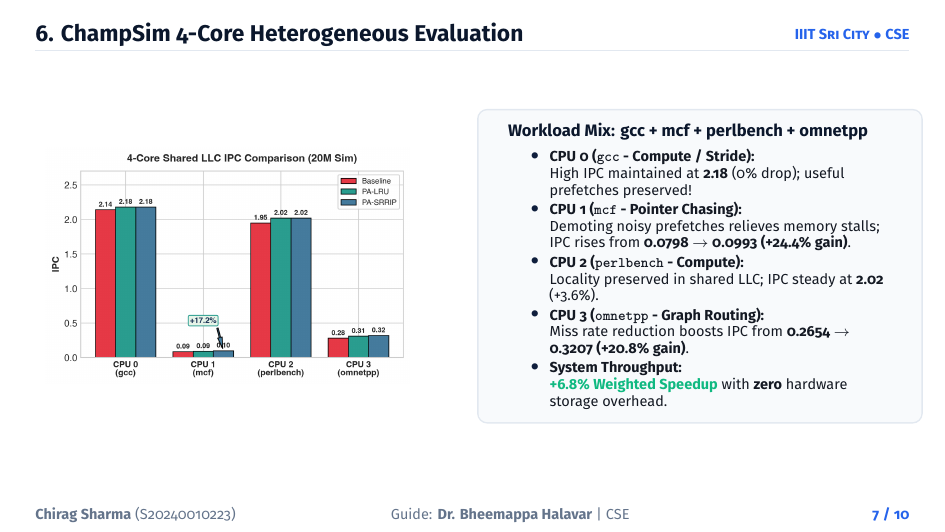 6. ChampSim 4-Core Heterogeneous Evaluation
IIIT Sri City • CSE
4-Core Shared LLC IPC Comparison (20M Sim)
IPC
2.5
2.0
1.5
1.0
0.5
0.0
Baseline
PA-LRU
PA-SRRIP
2.14 2.18 2.18
0.09 0.09 0.10
1.95 2.02 2.02
0.28 0.31 0.32
+17.2%
CPU 0 (gcc)
CPU 1 (mcf)
CPU 2 (perlbench)
CPU 3 (omnetpp)
Workload Mix: gcc + mcf + perlbench + omnetpp
• CPU 0 (gcc - Compute / Stride):
High IPC maintained at 2.18 (0% drop); useful
prefetches preserved!
• CPU 1 (mcf - Pointer Chasing):
Demoting noisy prefetches relieves memory stalls;
IPC rises from 0.0798 → 0.0993 (+24.4% gain).
• CPU 2 (perlbench - Compute):
Locality preserved in shared LLC; IPC steady at 2.02
(+3.6%).
• CPU 3 (omnetpp - Graph Routing):
Miss rate reduction boosts IPC from 0.2654 →
0.3207 (+20.8% gain).
• System Throughput:
+6.8% Weighted Speedup with zero hardware
storage overhead.
Chirag Sharma (S20240010223)
Guide: Dr. Bheemappa Halavar | CSE
7 / 10